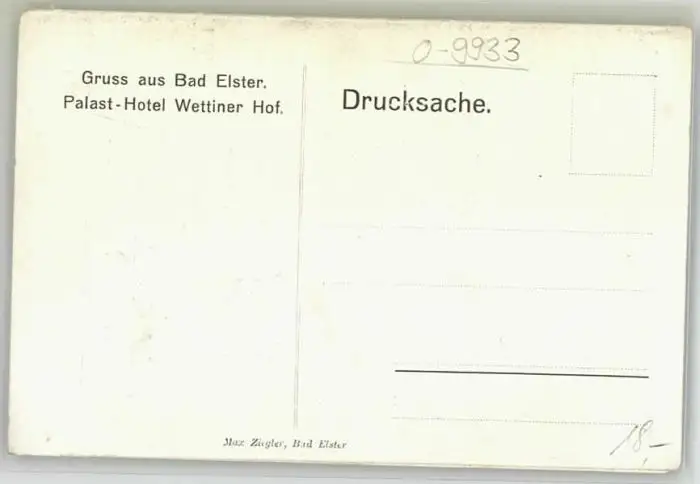 0-9933
Gruss aus Bad Elster.
Palast-Hotel Wettiner Hof.
Drucksache.
18,-
Max Ziegler, Bad Elster